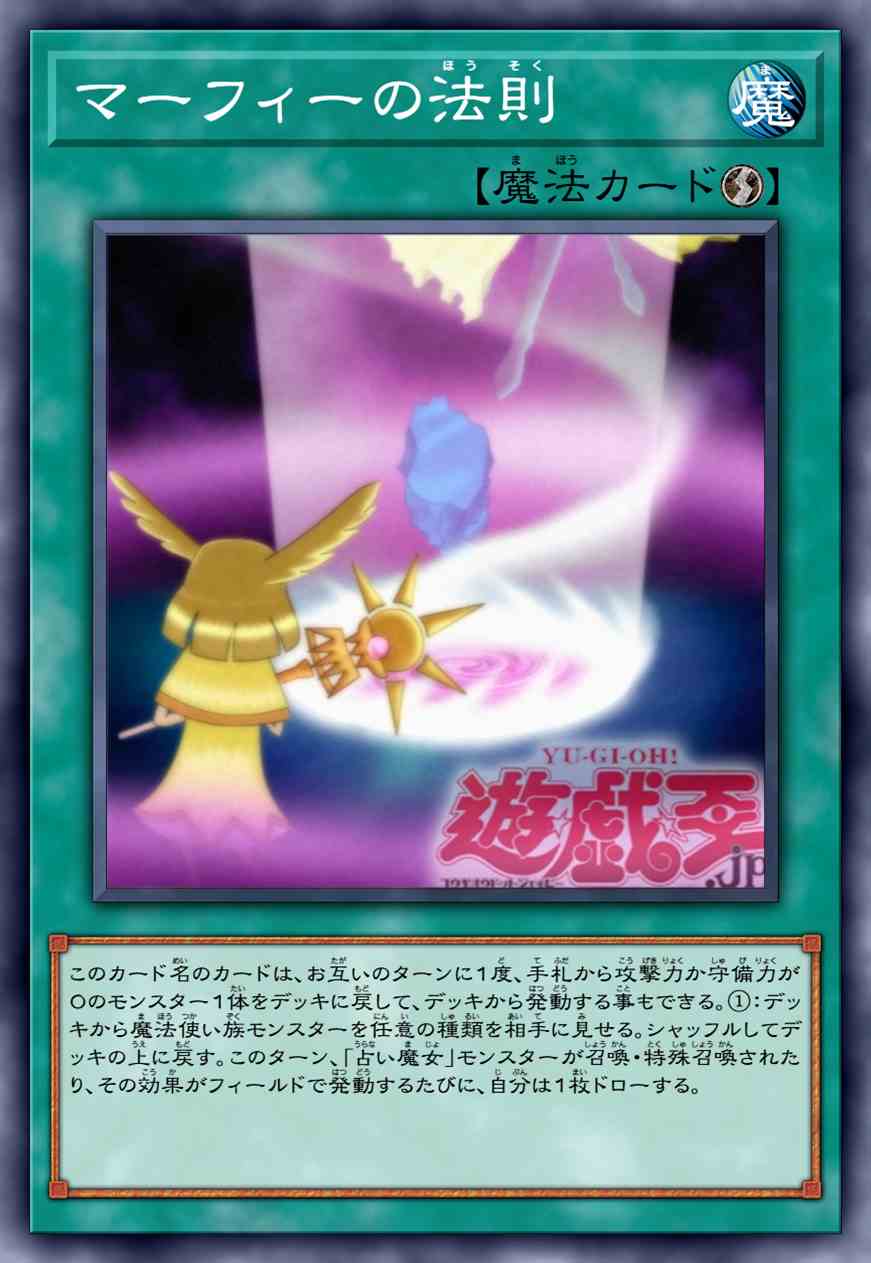 マーフィーの法則
魔
【魔法カード】
YU-GI-OH!
遊戯王
.jp
このカード名のカードは、お互いのターンに1度、手札から攻撃力か守備力が
0のモンスター1体をデッキに戻して、デッキから発動する事もできる。①：デッ
キから魔法使い族モンスターを任意の種類を相手に見せる。シャッフルしてデ
ッキの上に戻す。このターン、「占い魔女」モンスターが召喚・特殊召喚された
り、その効果がフィールドで発動するたびに、自分は1枚ドローする。